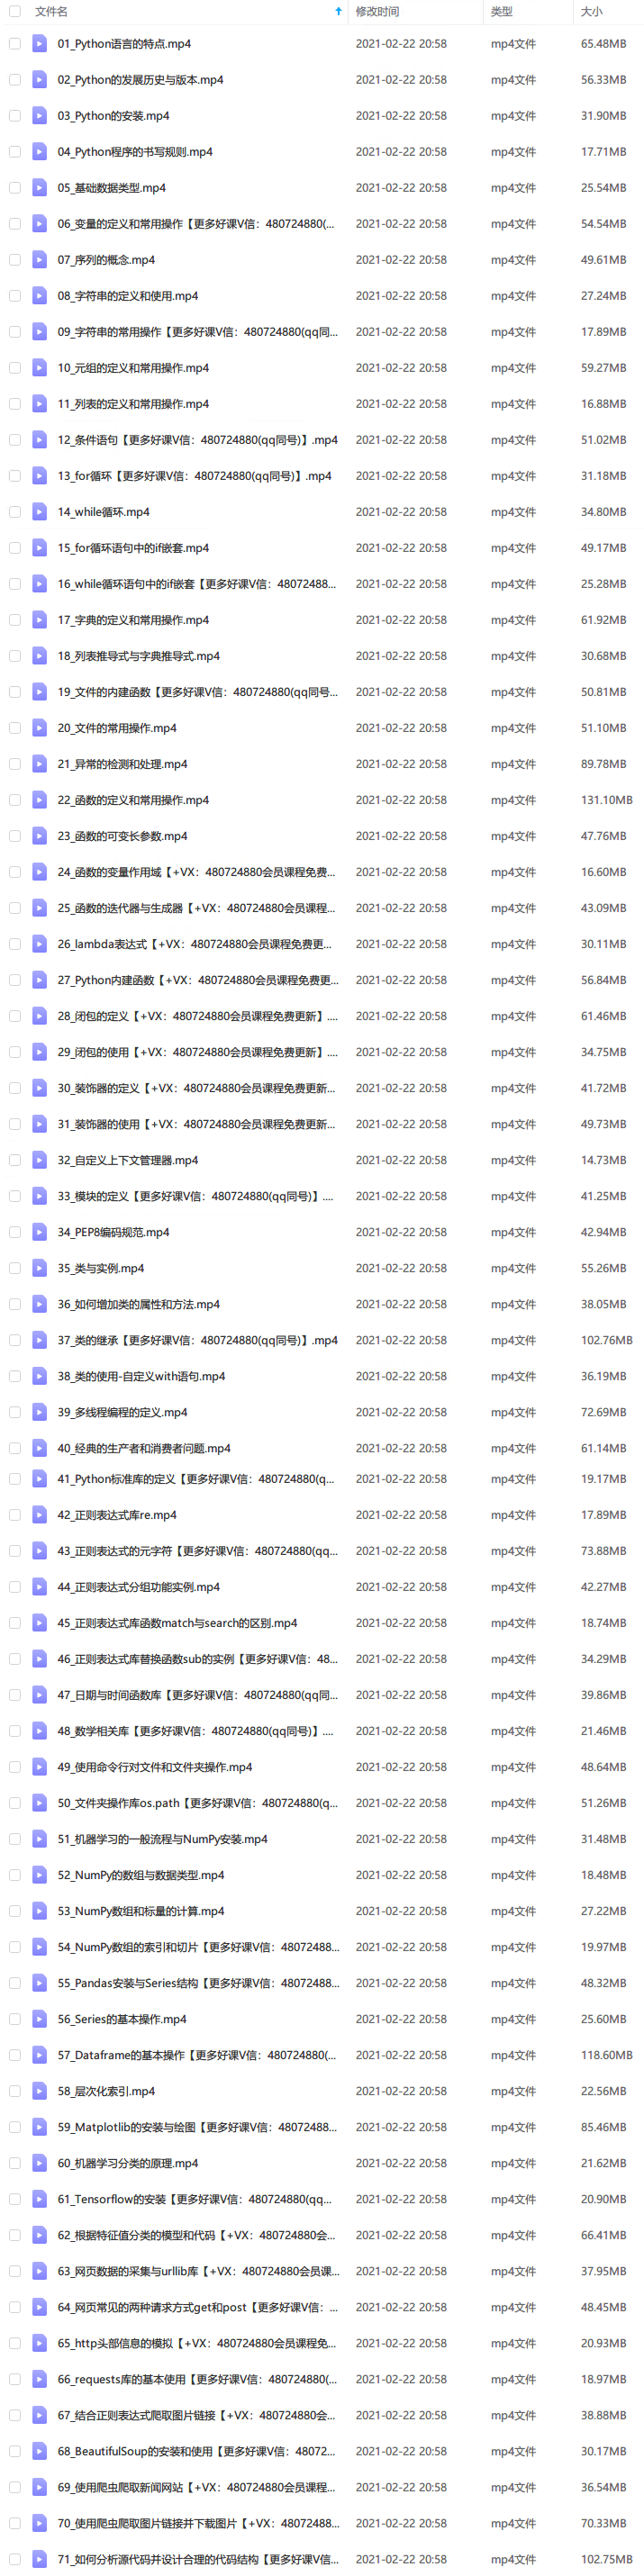 文件名 ↑ 修改时间 类型 大小
01_Python语言的特点.mp4 2021-02-22 20:58 mp4文件 65.48MB
02_Python的发展历史与版本.mp4 2021-02-22 20:58 mp4文件 56.33MB
03_Python的安装.mp4 2021-02-22 20:58 mp4文件 31.90MB
04_Python程序的书写规则.mp4 2021-02-22 20:58 mp4文件 17.71MB
05_基础数据类型.mp4 2021-02-22 20:58 mp4文件 25.54MB
06_变量的定义和常用操作【更多好课V信：480724880(... 2021-02-22 20:58 mp4文件 54.54MB
07_序列的概念.mp4 2021-02-22 20:58 mp4文件 49.61MB
08_字符串的定义和使用.mp4 2021-02-22 20:58 mp4文件 27.24MB
09_字符串的常用操作【更多好课V信：480724880(qq同... 2021-02-22 20:58 mp4文件 17.89MB
10_元组的定义和常用操作.mp4 2021-02-22 20:58 mp4文件 59.27MB
11_列表的定义和常用操作.mp4 2021-02-22 20:58 mp4文件 16.88MB
12_条件语句【更多好课V信：480724880(qq同号)】.mp4 2021-02-22 20:58 mp4文件 51.02MB
13_for循环【更多好课V信：480724880(qq同号)】.mp4 2021-02-22 20:58 mp4文件 31.18MB
14_while循环.mp4 2021-02-22 20:58 mp4文件 34.80MB
15_for循环语句中的if嵌套.mp4 2021-02-22 20:58 mp4文件 49.17MB
16_while循环语句中的if嵌套【更多好课V信：48072488... 2021-02-22 20:58 mp4文件 25.28MB
17_字典的定义和常用操作.mp4 2021-02-22 20:58 mp4文件 61.92MB
18_列表推导式与字典推导式.mp4 2021-02-22 20:58 mp4文件 30.68MB
19_文件的内建函数【更多好课V信：480724880(qq同号... 2021-02-22 20:58 mp4文件 50.81MB
20_文件的常用操作.mp4 2021-02-22 20:58 mp4文件 51.10MB
21_异常的检测和处理.mp4 2021-02-22 20:58 mp4文件 89.78MB
22_函数的定义和常用操作.mp4 2021-02-22 20:58 mp4文件 131.10MB
23_函数的可变长参数.mp4 2021-02-22 20:58 mp4文件 47.76MB
24_函数的变量作用域【+VX：480724880会员课程免费... 2021-02-22 20:58 mp4文件 16.60MB
25_函数的迭代器与生成器【+VX：480724880会员课程... 2021-02-22 20:58 mp4文件 43.09MB
26_lambda表达式【+VX：480724880会员课程免费更... 2021-02-22 20:58 mp4文件 30.11MB
27_Python内建函数【+VX：480724880会员课程免费更... 2021-02-22 20:58 mp4文件 56.84MB
28_闭包的定义【+VX：480724880会员课程免费更新】.... 2021-02-22 20:58 mp4文件 61.46MB
29_闭包的使用【+VX：480724880会员课程免费更新】.... 2021-02-22 20:58 mp4文件 34.75MB
30_装饰器的定义【+VX：480724880会员课程免费更新... 2021-02-22 20:58 mp4文件 41.72MB
31_装饰器的使用【+VX：480724880会员课程免费更新... 2021-02-22 20:58 mp4文件 49.73MB
32_自定义上下文管理器.mp4 2021-02-22 20:58 mp4文件 14.73MB
33_模块的定义【更多好课V信：480724880(qq同号)】.... 2021-02-22 20:58 mp4文件 41.25MB
34_PEP8编码规范.mp4 2021-02-22 20:58 mp4文件 42.94MB
35_类与实例.mp4 2021-02-22 20:58 mp4文件 55.26MB
36_如何增加类的属性和方法.mp4 2021-02-22 20:58 mp4文件 38.05MB
37_类的继承【更多好课V信：480724880(qq同号)】.mp4 2021-02-22 20:58 mp4文件 102.76MB
38_类的使用-自定义with语句.mp4 2021-02-22 20:58 mp4文件 36.19MB
39_多线程编程的定义.mp4 2021-02-22 20:58 mp4文件 72.69MB
40_经典的生产者和消费者问题.mp4 2021-02-22 20:58 mp4文件 61.14MB
41_Python标准库的定义【更多好课V信：480724880(q... 2021-02-22 20:58 mp4文件 19.17MB
42_正则表达式库re.mp4 2021-02-22 20:58 mp4文件 17.89MB
43_正则表达式的元字符【更多好课V信：480724880(qq... 2021-02-22 20:58 mp4文件 73.88MB
44_正则表达式分组功能实例.mp4 2021-02-22 20:58 mp4文件 42.27MB
45_正则表达式库函数match与search的区别.mp4 2021-02-22 20:58 mp4文件 18.74MB
46_正则表达式库替换函数sub的实例【更多好课V信：48... 2021-02-22 20:58 mp4文件 34.29MB
47_日期与时间函数库【更多好课V信：480724880(qq同... 2021-02-22 20:58 mp4文件 39.86MB
48_数学相关库【更多好课V信：480724880(qq同号)】.... 2021-02-22 20:58 mp4文件 21.46MB
49_使用命令行对文件和文件夹操作.mp4 2021-02-22 20:58 mp4文件 48.64MB
50_文件夹操作库os.path【更多好课V信：480724880(q... 2021-02-22 20:58 mp4文件 51.26MB
51_机器学习的一般流程与NumPy安装.mp4 2021-02-22 20:58 mp4文件 31.48MB
52_NumPy的数组与数据类型.mp4 2021-02-22 20:58 mp4文件 18.48MB
53_NumPy数组和标量的计算.mp4 2021-02-22 20:58 mp4文件 27.22MB
54_NumPy数组的索引和切片【更多好课V信：48072488... 2021-02-22 20:58 mp4文件 19.97MB
55_Pandas安装与Series结构【更多好课V信：48072488... 2021-02-22 20:58 mp4文件 48.32MB
56_Series的基本操作.mp4 2021-02-22 20:58 mp4文件 25.60MB
57_Dataframe的基本操作【更多好课V信：480724880(... 2021-02-22 20:58 mp4文件 118.60MB
58_层次化索引.mp4 2021-02-22 20:58 mp4文件 22.56MB
59_Matplotlib的安装与绘图【更多好课V信：48072488... 2021-02-22 20:58 mp4文件 85.46MB
60_机器学习分类的原理.mp4 2021-02-22 20:58 mp4文件 21.62MB
61_Tensorflow的安装【更多好课V信：480724880(qq... 2021-02-22 20:58 mp4文件 20.90MB
62_根据特征值分类的模型和代码【+VX：480724880会... 2021-02-22 20:58 mp4文件 66.41MB
63_网页数据的采集与urllib库【+VX：480724880会员课... 2021-02-22 20:58 mp4文件 37.95MB
64_网页常见的两种请求方式get和post【更多好课V信：... 2021-02-22 20:58 mp4文件 48.45MB
65_http头部信息的模拟【+VX：480724880会员课程免... 2021-02-22 20:58 mp4文件 20.93MB
66_requests库的基本使用【更多好课V信：480724880(... 2021-02-22 20:58 mp4文件 18.97MB
67_结合正则表达式爬取图片链接【+VX：480724880会... 2021-02-22 20:58 mp4文件 38.88MB
68_BeautifulSoup的安装和使用【更多好课V信：48072... 2021-02-22 20:58 mp4文件 30.17MB
69_使用爬虫爬取新闻网站【+VX：480724880会员课程... 2021-02-22 20:58 mp4文件 36.54MB
70_使用爬虫爬取图片链接并下载图片【+VX：48072488... 2021-02-22 20:58 mp4文件 70.33MB
71_如何分析源代码并设计合理的代码结构【更多好课V信... 2021-02-22 20:58 mp4文件 102.75MB